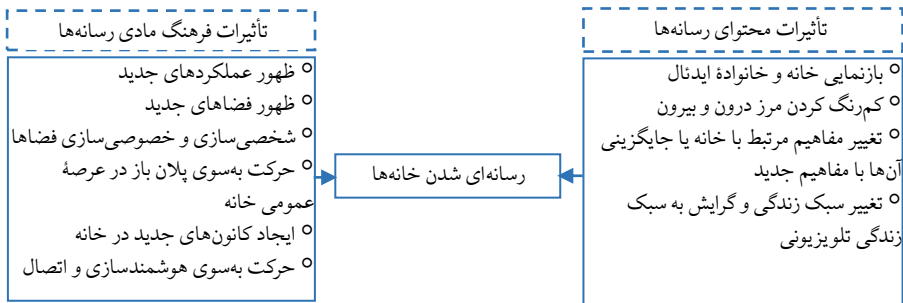 تأثیرات محتوای رسانه‌ها
○ بازنمایی خانه و خانوادهٔ ایدئال
○ کم‌رنگ کردن مرز درون و بیرون
○ تغییر مفاهیم مرتبط با خانه یا جایگزینی
آن‌ها با مفاهیم جدید
○ تغییر سبک زندگی و گرایش به سبک
زندگی تلویزیونی
رسانه‌ای شدن خانه‌ها
تأثیرات فرهنگ مادی رسانه‌ها
○ ظهور عملکردهای جدید
○ ظهور فضاهای جدید
○ شخصی‌سازی و خصوصی‌سازی فضاها
○ حرکت به‌سوی پلان باز در عرصهٔ
عمومی خانه
○ ایجاد کانون‌های جدید در خانه
○ حرکت به‌سوی هوشمندسازی و اتصال